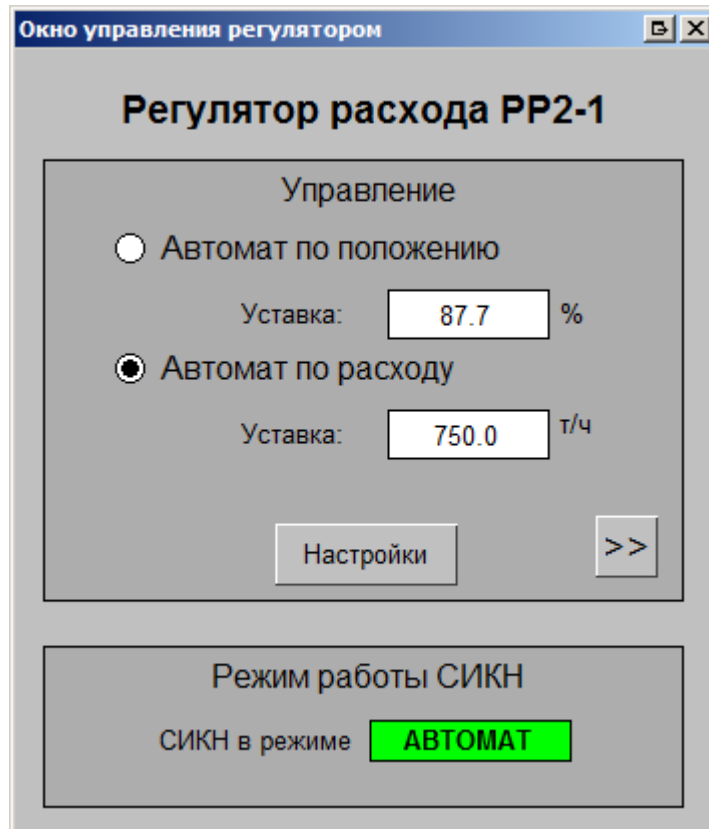 Окно управления регулятором
Регулятор расхода РР2-1
Управление
Автомат по положению
Уставка: 87.7 %
Автомат по расходу
Уставка: 750.0 т/ч
Настройки >>
Режим работы СИКН
СИКН в режиме АВТОМАТ